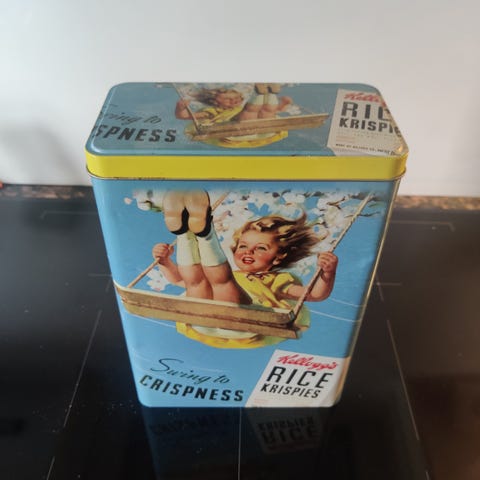 Swing to
CRISPNESS
Kellogg's
RICE
KRISPIES
Swing to
CRISPNESS
Kellogg's
RICE
KRISPIES